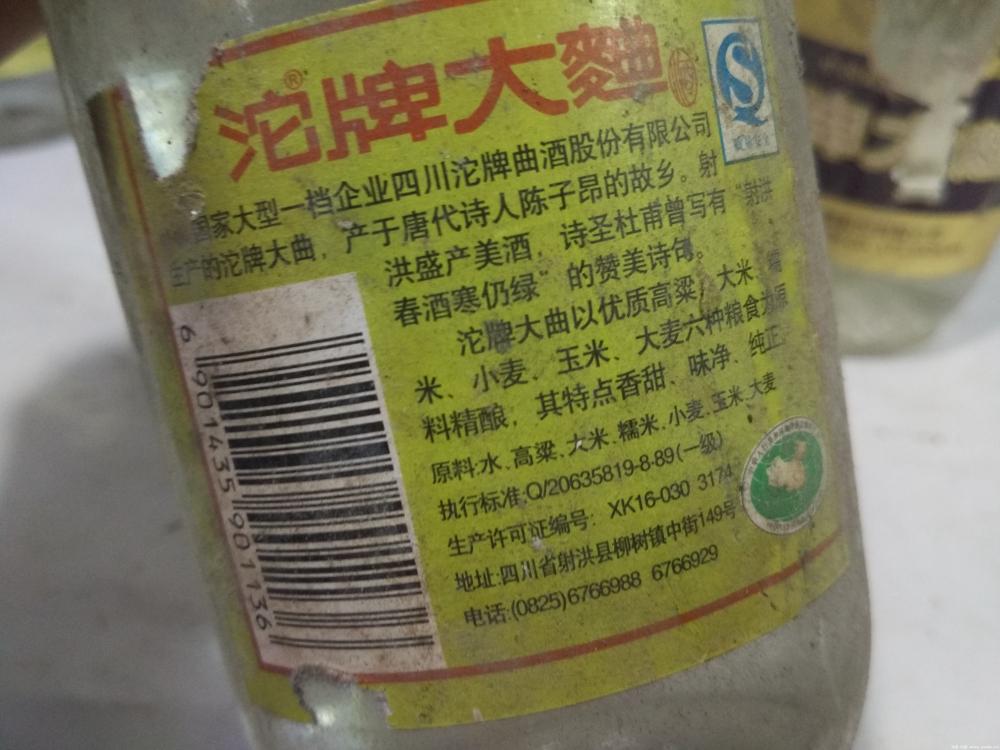 沱牌®大麯
国家大型一档企业四川沱牌曲酒股份有限公司
生产的沱牌大曲，产于唐代诗人陈子昂的故乡。射
洪盛产美酒，诗圣杜甫曾写有“射洪
春酒寒仍绿”的赞美诗句。
沱牌大曲以优质高粱、大米、糯
米、小麦、玉米、大麦六种粮食为原
料精酿，其特点香甜、味净、纯正。
原料:水、高粱、大米、糯米、小麦、玉米、大麦
执行标准:Q/20635819-8·89(一级)
生产许可证编号: XK16-030 3174
地址:四川省射洪县柳树镇中街149号
电话:(0825)6766988 6766929
6 901435 901136